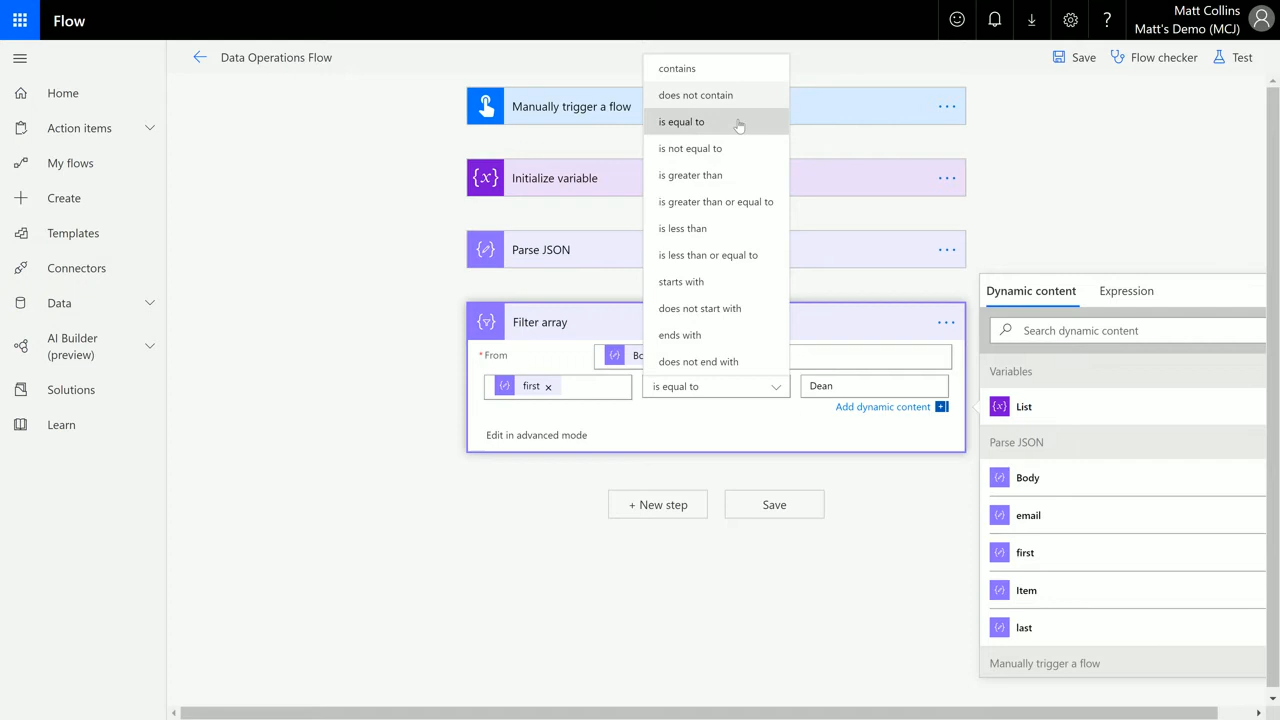 Flow
?
Matt Collins
Matt's Demo (MCJ)
Data Operations Flow
Save
Flow checker
Test
Home
Action items
My flows
Create
Templates
Connectors
Data
AI Builder
(preview)
Solutions
Learn
Manually trigger a flow
{x} Initialize variable
Parse JSON
Filter array
* From
Bo
first ×
is equal to
Dean
Add dynamic content +
Edit in advanced mode
contains
does not contain
is equal to
is not equal to
is greater than
is greater than or equal to
is less than
is less than or equal to
starts with
does not start with
ends with
does not end with
+ New step
Save
Dynamic content
Expression
Search dynamic content
Variables
{x} List
Parse JSON
Body
email
first
Item
last
Manually trigger a flow